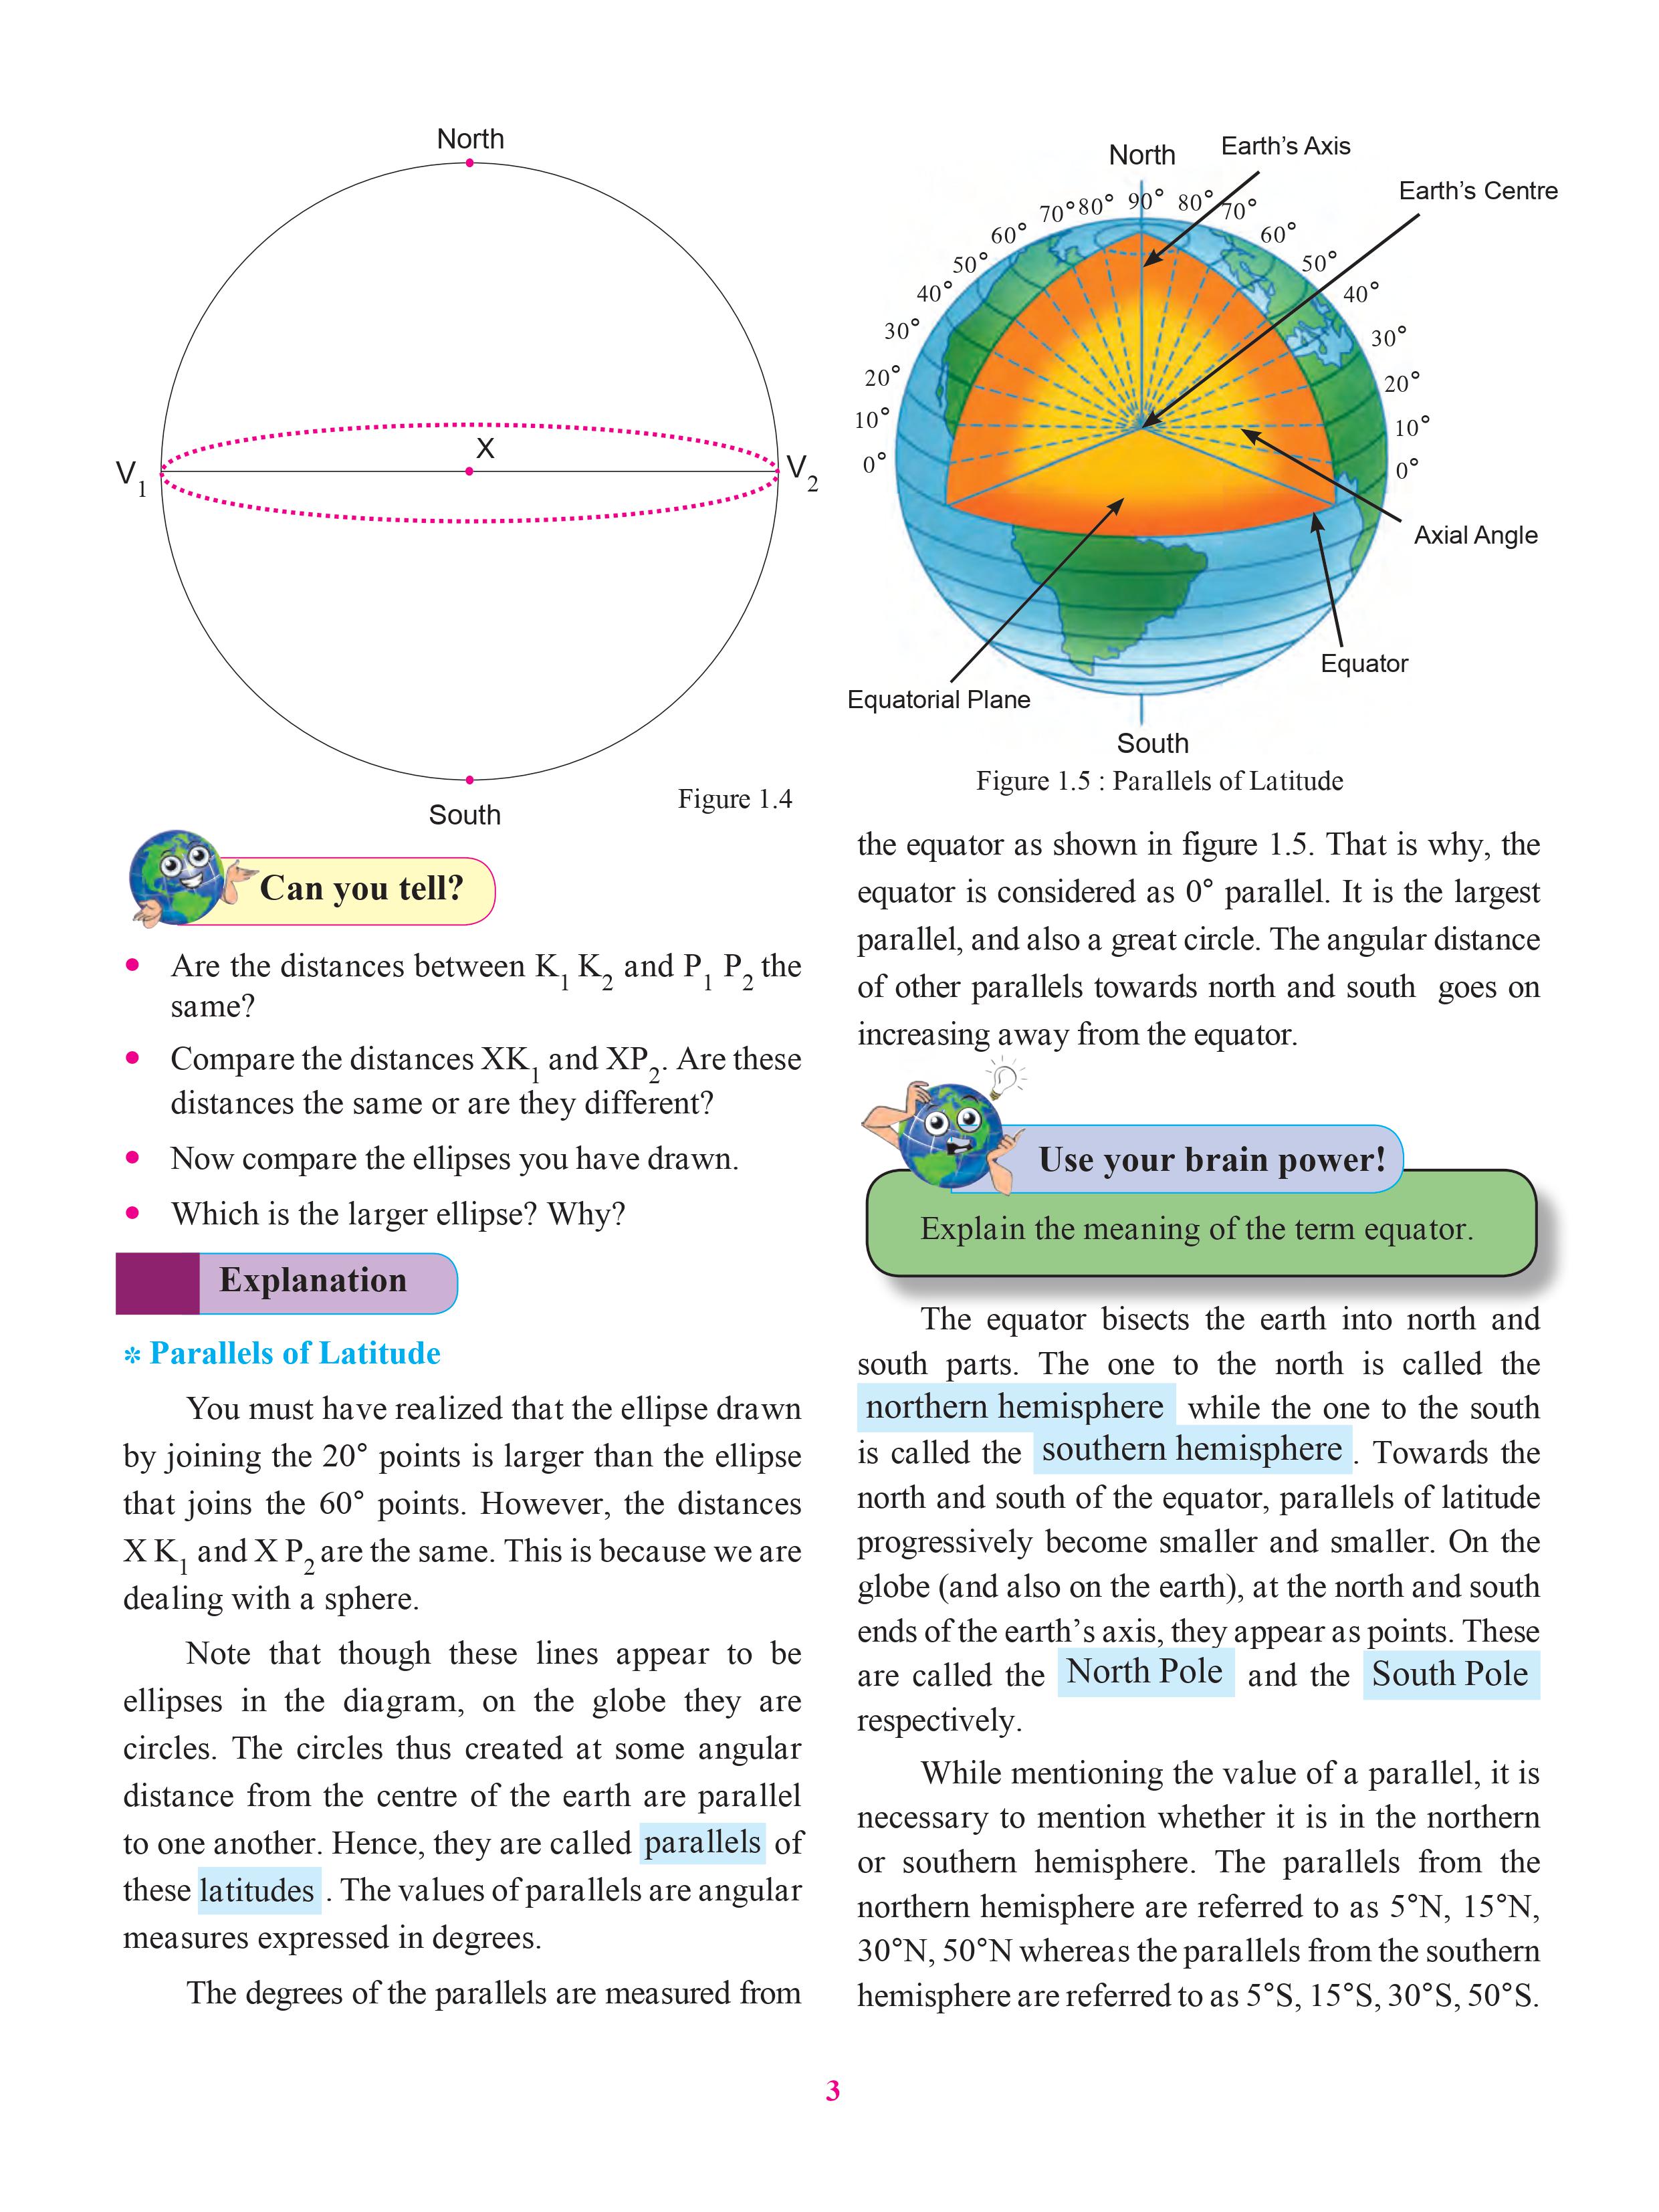 North
X
V1
V2
South
Figure 1.4
Can you tell?
• Are the distances between K1 K2 and P1 P2 the
same?
• Compare the distances XK1 and XP2. Are these
distances the same or are they different?
• Now compare the ellipses you have drawn.
• Which is the larger ellipse? Why?
Explanation
* Parallels of Latitude
You must have realized that the ellipse drawn
by joining the 20° points is larger than the ellipse
that joins the 60° points. However, the distances
X K1 and X P2 are the same. This is because we are
dealing with a sphere.
Note that though these lines appear to be
ellipses in the diagram, on the globe they are
circles. The circles thus created at some angular
distance from the centre of the earth are parallel
to one another. Hence, they are called parallels of
these latitudes. The values of parallels are angular
measures expressed in degrees.
The degrees of the parallels are measured from
North
Earth's Axis
Earth's Centre
70° 80° 90° 80° 70°
60° 60°
50° 50°
40° 40°
30° 30°
20° 20°
10° 10°
0° 0°
Axial Angle
Equator
Equatorial Plane
South
Figure 1.5 : Parallels of Latitude
the equator as shown in figure 1.5. That is why, the
equator is considered as 0° parallel. It is the largest
parallel, and also a great circle. The angular distance
of other parallels towards north and south goes on
increasing away from the equator.
Use your brain power!
Explain the meaning of the term equator.
The equator bisects the earth into north and
south parts. The one to the north is called the
northern hemisphere while the one to the south
is called the southern hemisphere. Towards the
north and south of the equator, parallels of latitude
progressively become smaller and smaller. On the
globe (and also on the earth), at the north and south
ends of the earth's axis, they appear as points. These
are called the North Pole and the South Pole
respectively.
While mentioning the value of a parallel, it is
necessary to mention whether it is in the northern
or southern hemisphere. The parallels from the
northern hemisphere are referred to as 5°N, 15°N,
30°N, 50°N whereas the parallels from the southern
hemisphere are referred to as 5°S, 15°S, 30°S, 50°S.
3